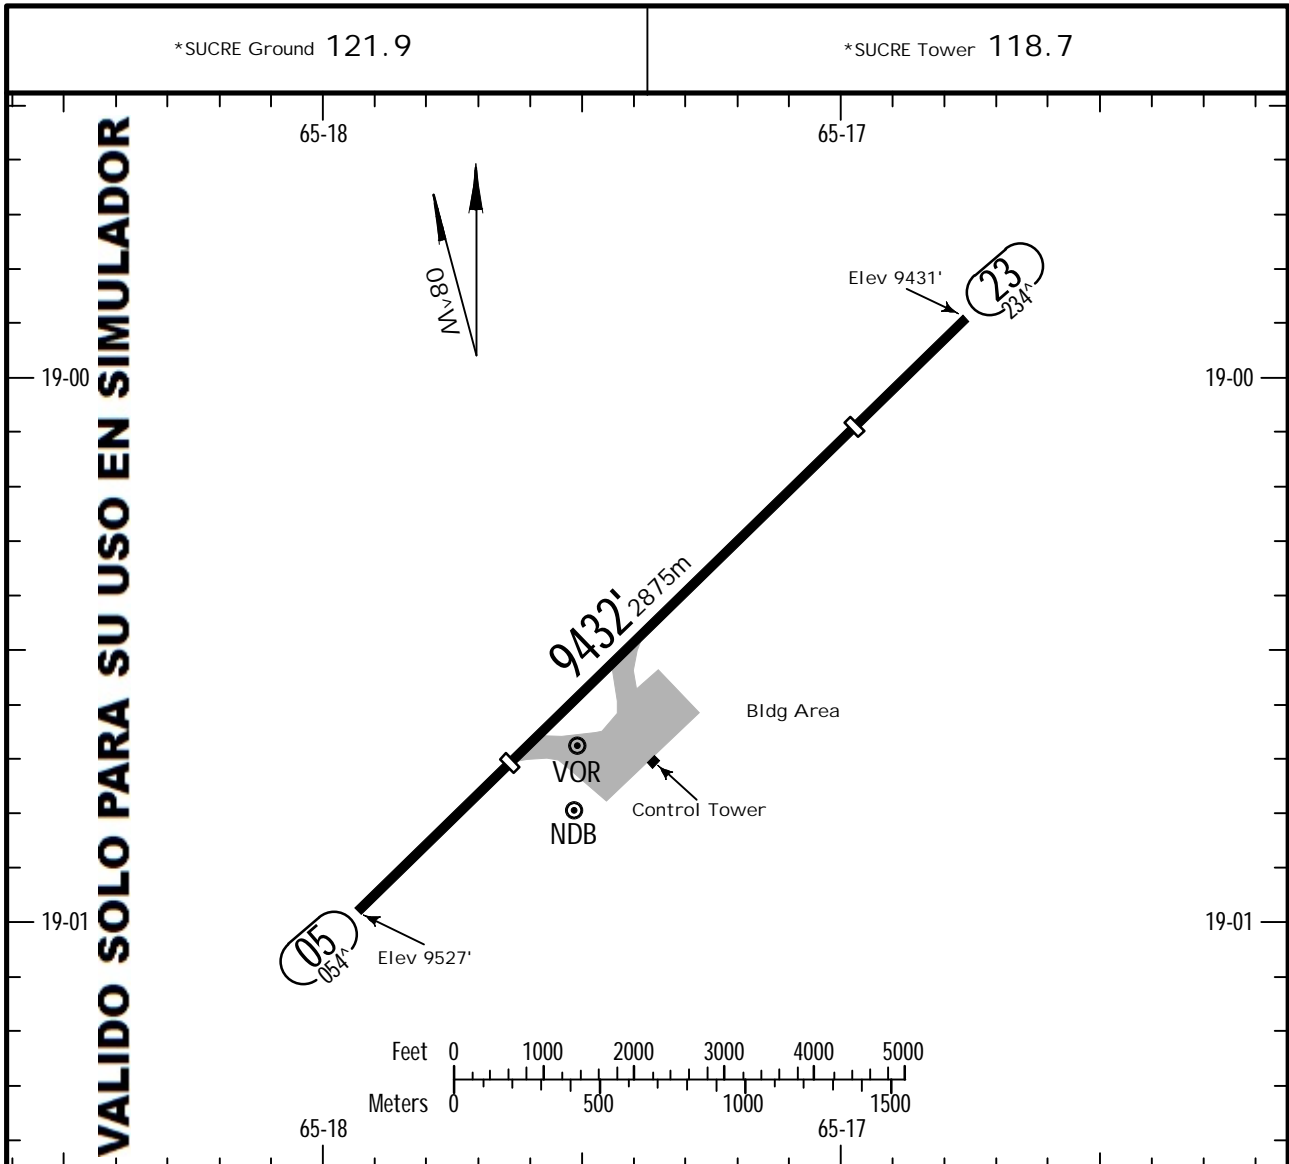 *SUCRE Ground 121.9
*SUCRE Tower 118.7
65-18
65-17
VALIDO SOLO PARA SU USO EN SIMULADOR
08^W
Elev 9431'
23
234^
19-00
19-00
9432' 2875m
Bldg Area
VOR
Control Tower
NDB
19-01
19-01
05
054^
Elev 9527'
Feet 0 1000 2000 3000 4000 5000
Meters 0 500 1000 1500
65-18
65-17